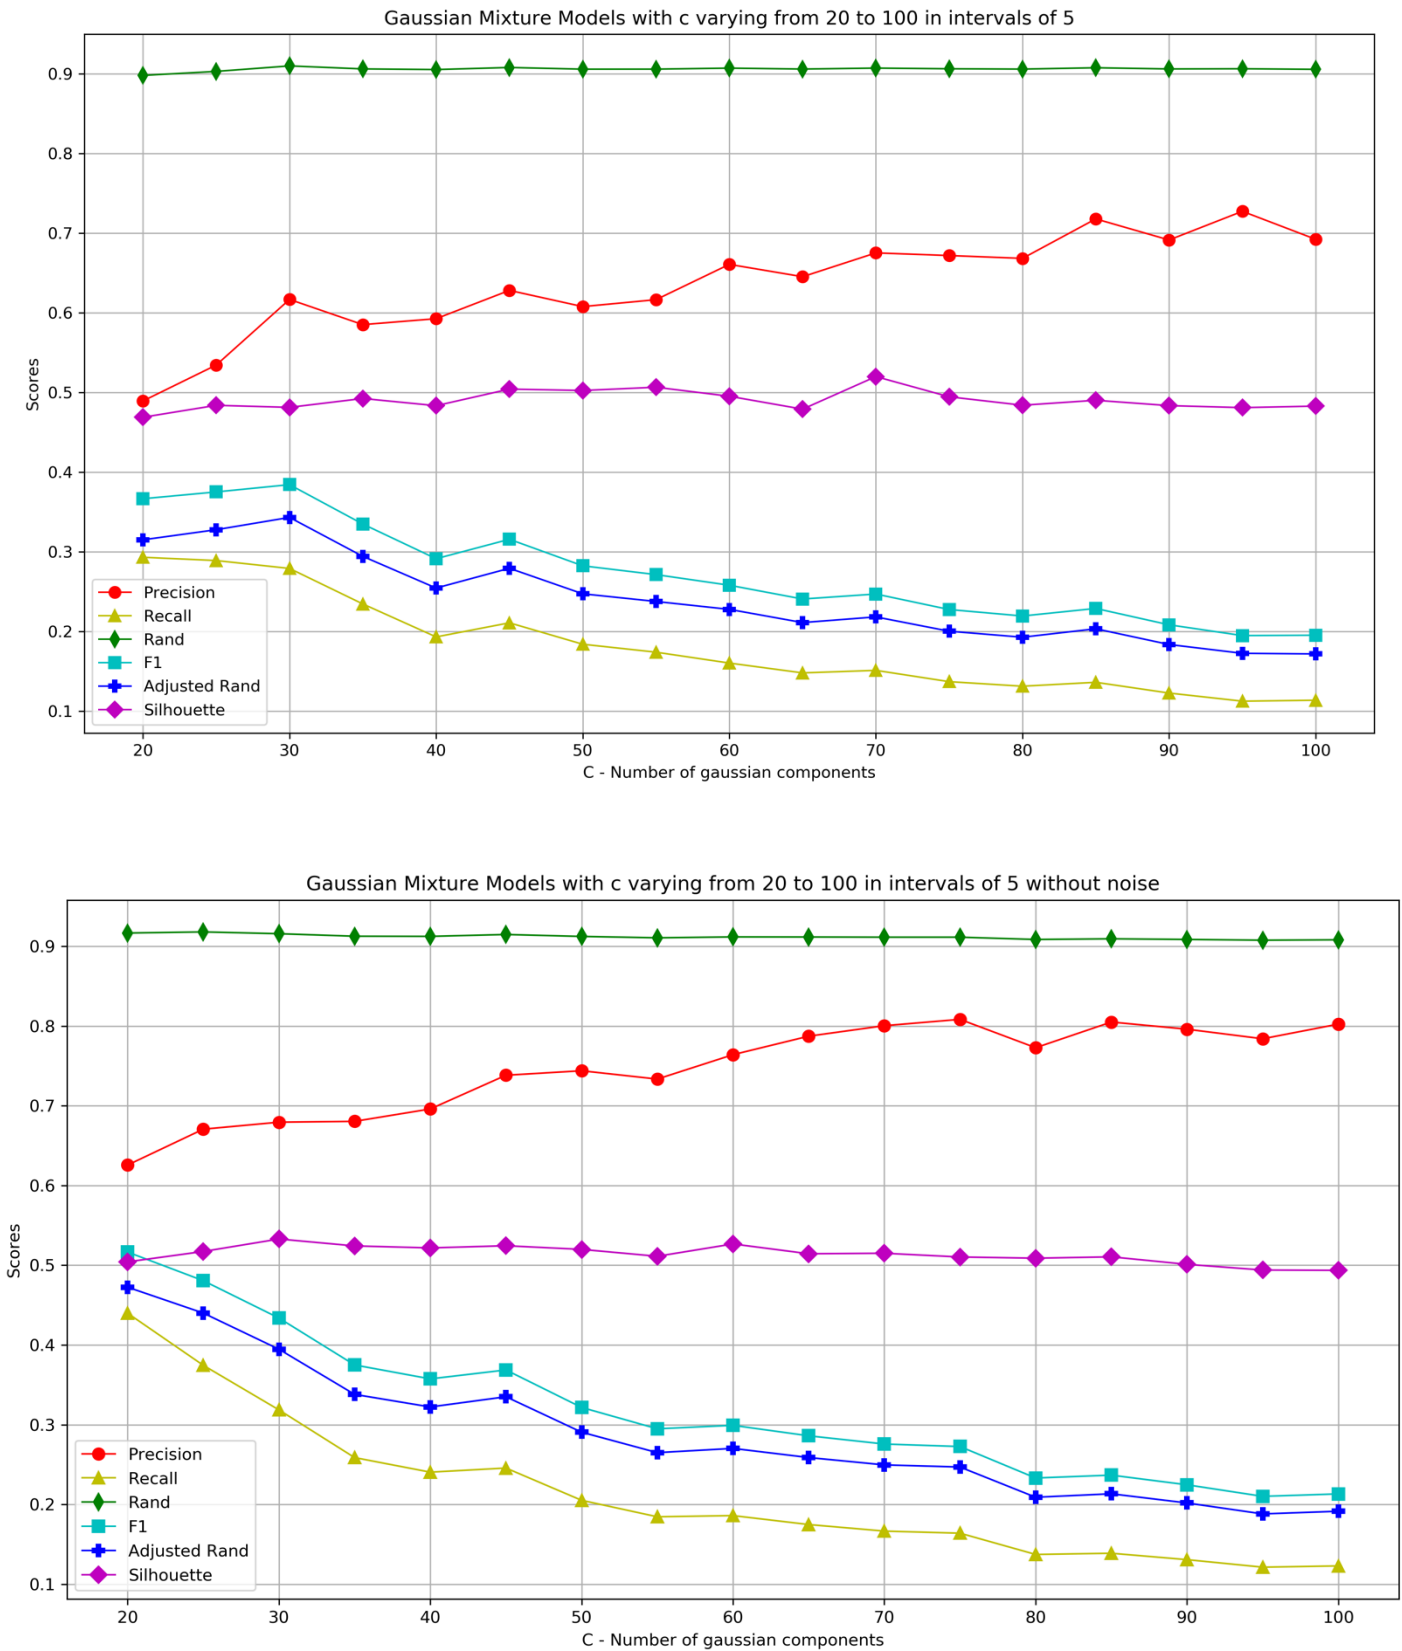 Gaussian Mixture Models with c varying from 20 to 100 in intervals of 5
0.9
0.8
0.7
0.6
0.5
0.4
0.3
0.2
0.1
Scores
Precision
Recall
Rand
F1
Adjusted Rand
Silhouette
20 30 40 50 60 70 80 90 100
C - Number of gaussian components
Gaussian Mixture Models with c varying from 20 to 100 in intervals of 5 without noise
0.9
0.8
0.7
0.6
0.5
0.4
0.3
0.2
0.1
Scores
Precision
Recall
Rand
F1
Adjusted Rand
Silhouette
20 30 40 50 60 70 80 90 100
C - Number of gaussian components